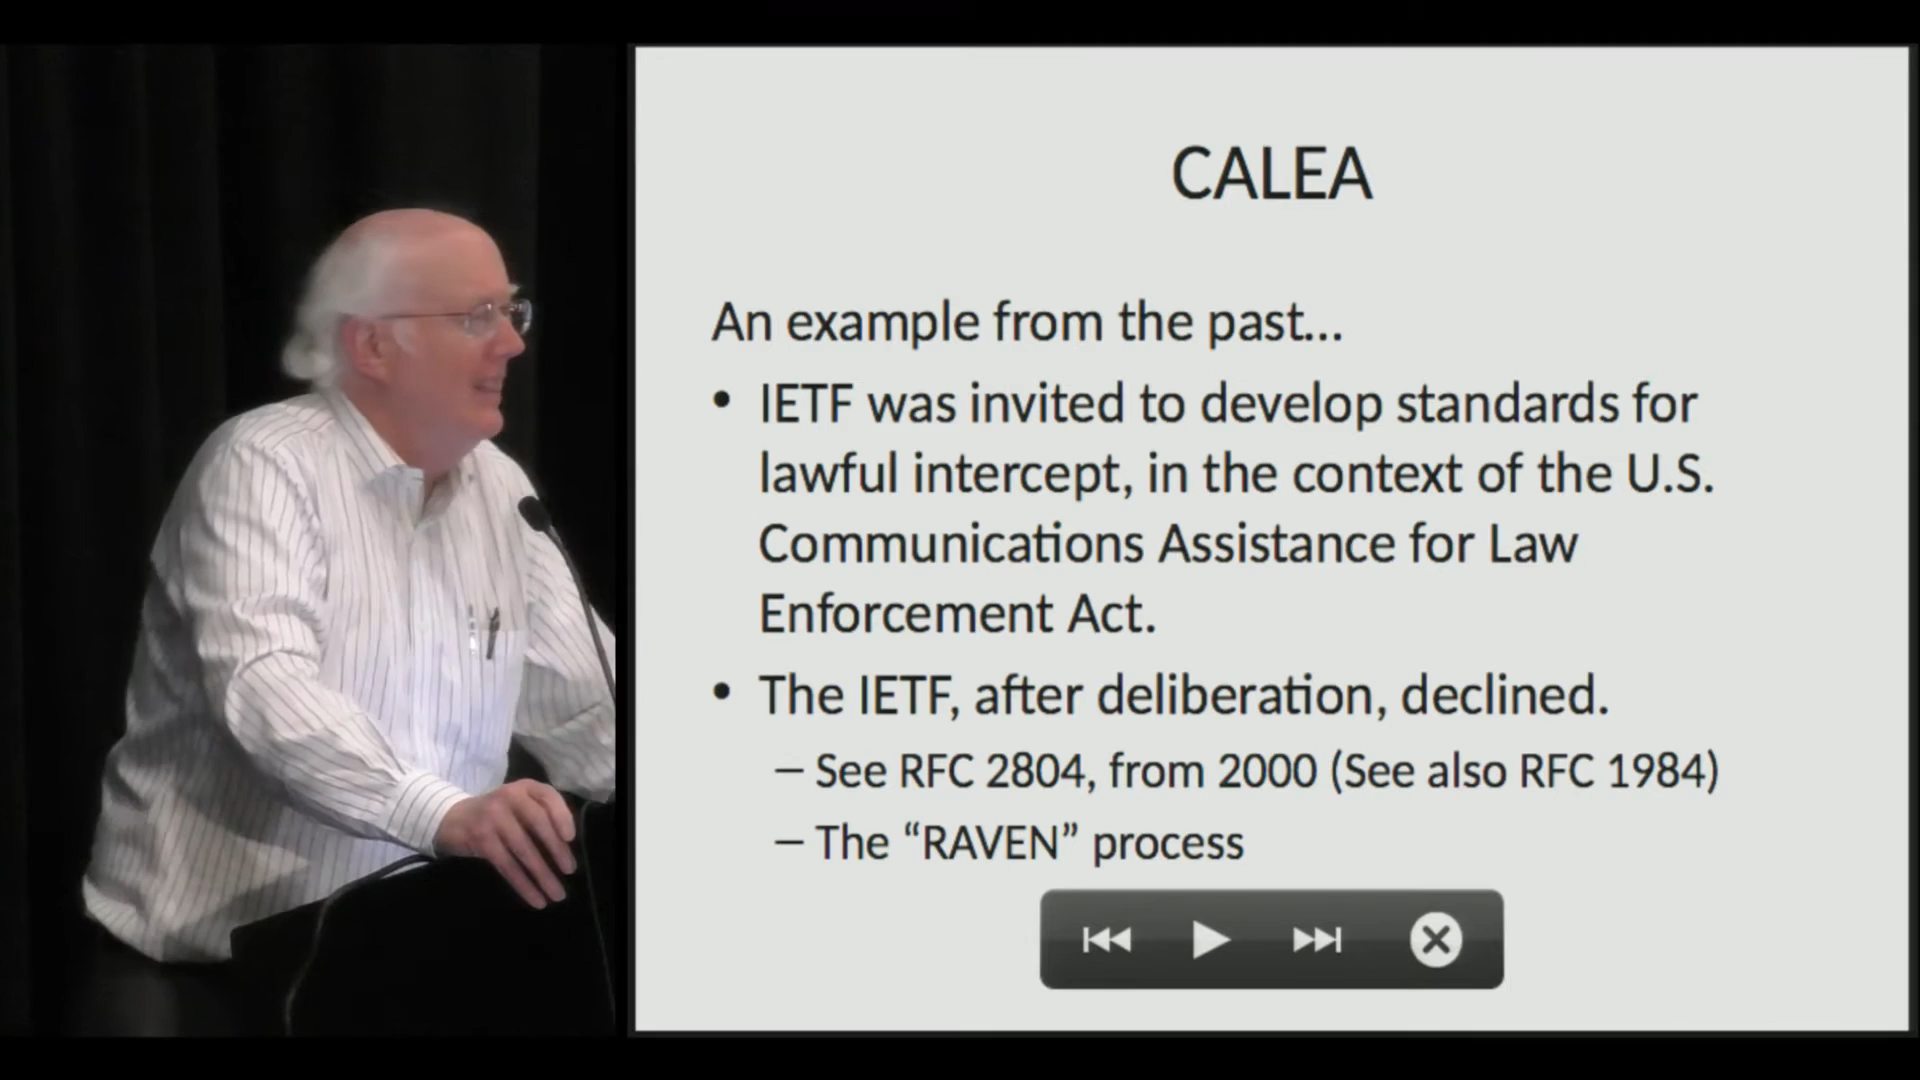 CALEA
An example from the past...
• IETF was invited to develop standards for
lawful intercept, in the context of the U.S.
Communications Assistance for Law
Enforcement Act.
• The IETF, after deliberation, declined.
– See RFC 2804, from 2000 (See also RFC 1984)
– The “RAVEN” process